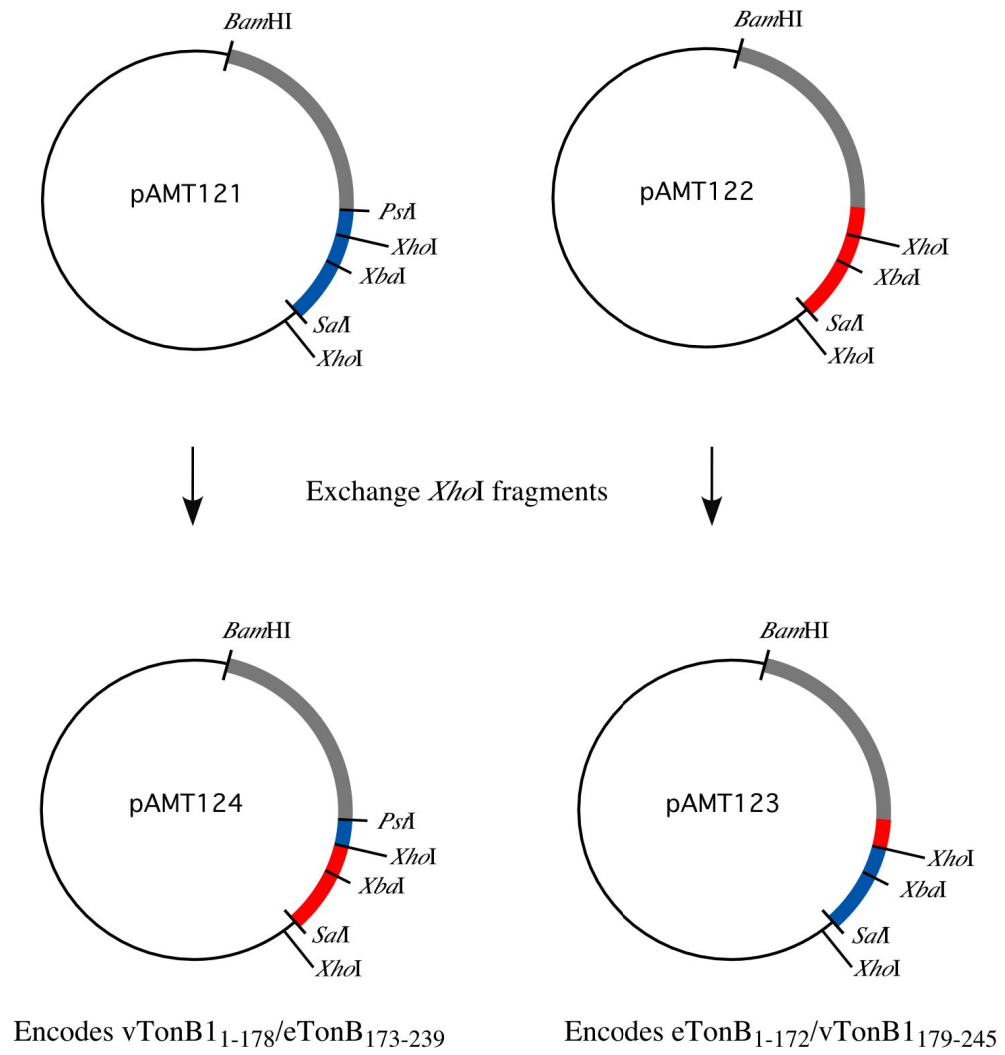 BamHI
BamHI
pAMT121
pAMT122
PstI
XhoI
XhoI
XbaI
XbaI
SalI
SalI
XhoI
XhoI
Exchange XhoI fragments
BamHI
BamHI
pAMT124
pAMT123
PstI
XhoI
XhoI
XbaI
XbaI
SalI
SalI
XhoI
XhoI
Encodes vTonB1₁₋₁₇₈/eTonB₁₇₃₋₂₃₉
Encodes eTonB₁₋₁₇₂/vTonB1₁₇₉₋₂₄₅